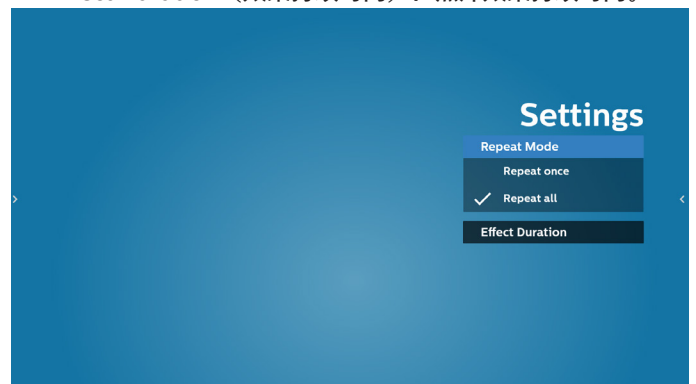 Settings
Repeat Mode
Repeat once
Repeat all
Effect Duration